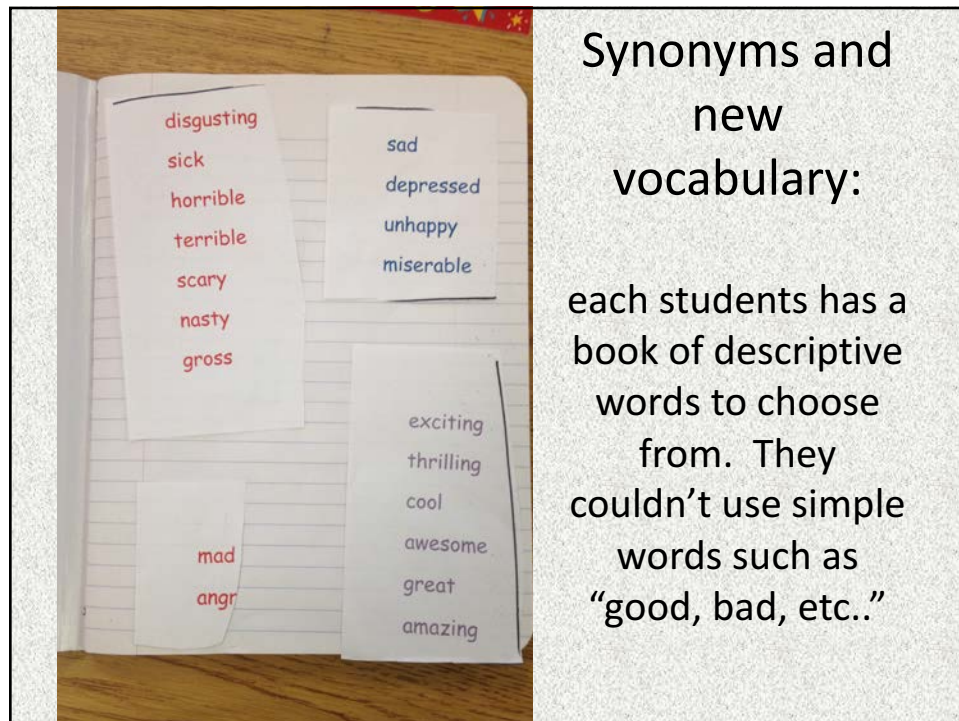 disgusting
sick
horrible
terrible
scary
nasty
gross
sad
depressed
unhappy
miserable
mad
angr
exciting
thrilling
cool
awesome
great
amazing
Synonyms and
new
vocabulary:
each students has a
book of descriptive
words to choose
from.  They
couldn’t use simple
words such as
“good, bad, etc..”